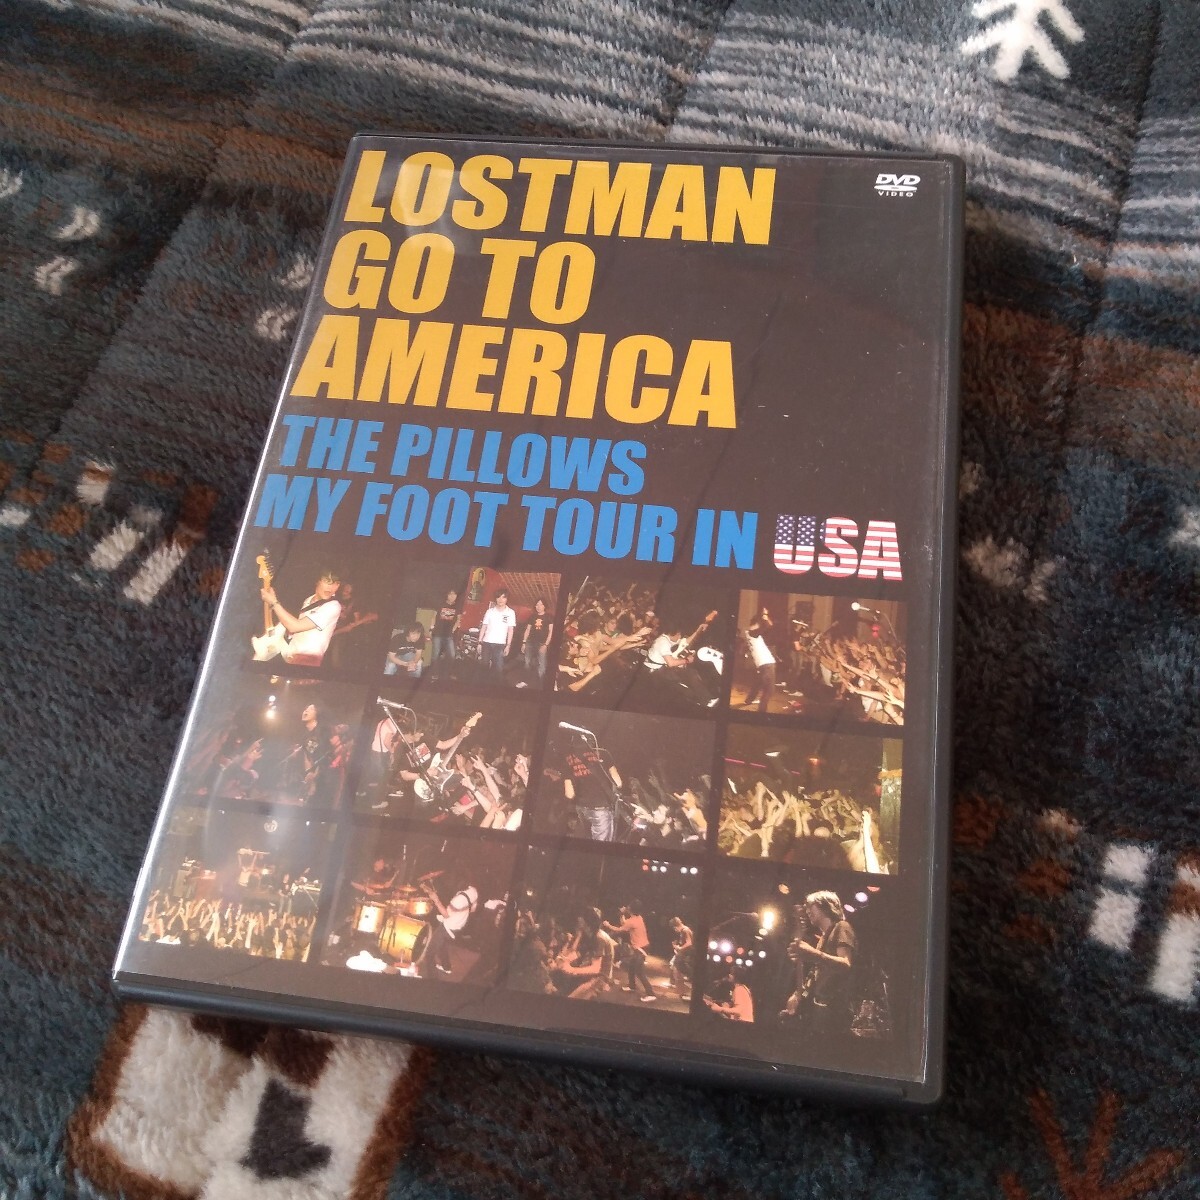 LOSTMAN
GO TO
AMERICA
THE PILLOWS
MY FOOT TOUR IN USA
DVD
VIDEO